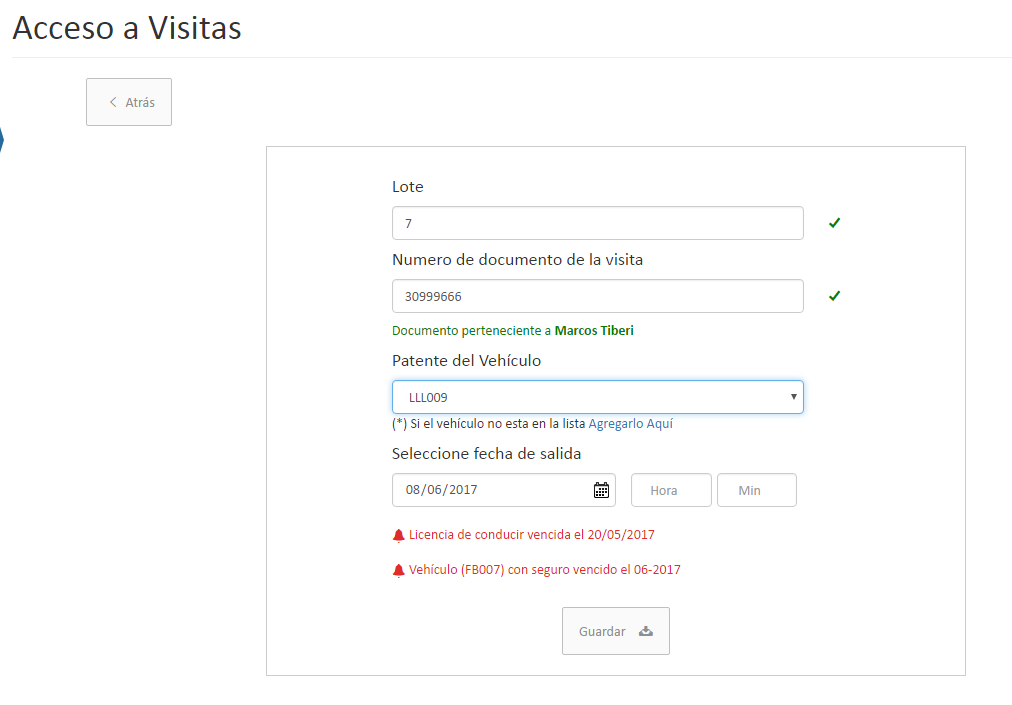 Acceso a Visitas
Atrás
Lote
7
Numero de documento de la visita
30999666
Documento perteneciente a Marcos Tiberi
Patente del Vehículo
LLL009
(*) Si el vehículo no esta en la lista Agregarlo Aquí
Seleccione fecha de salida
08/06/2017 Hora Min
Licencia de conducir vencida el 20/05/2017
Vehículo (FB007) con seguro vencido el 06-2017
Guardar